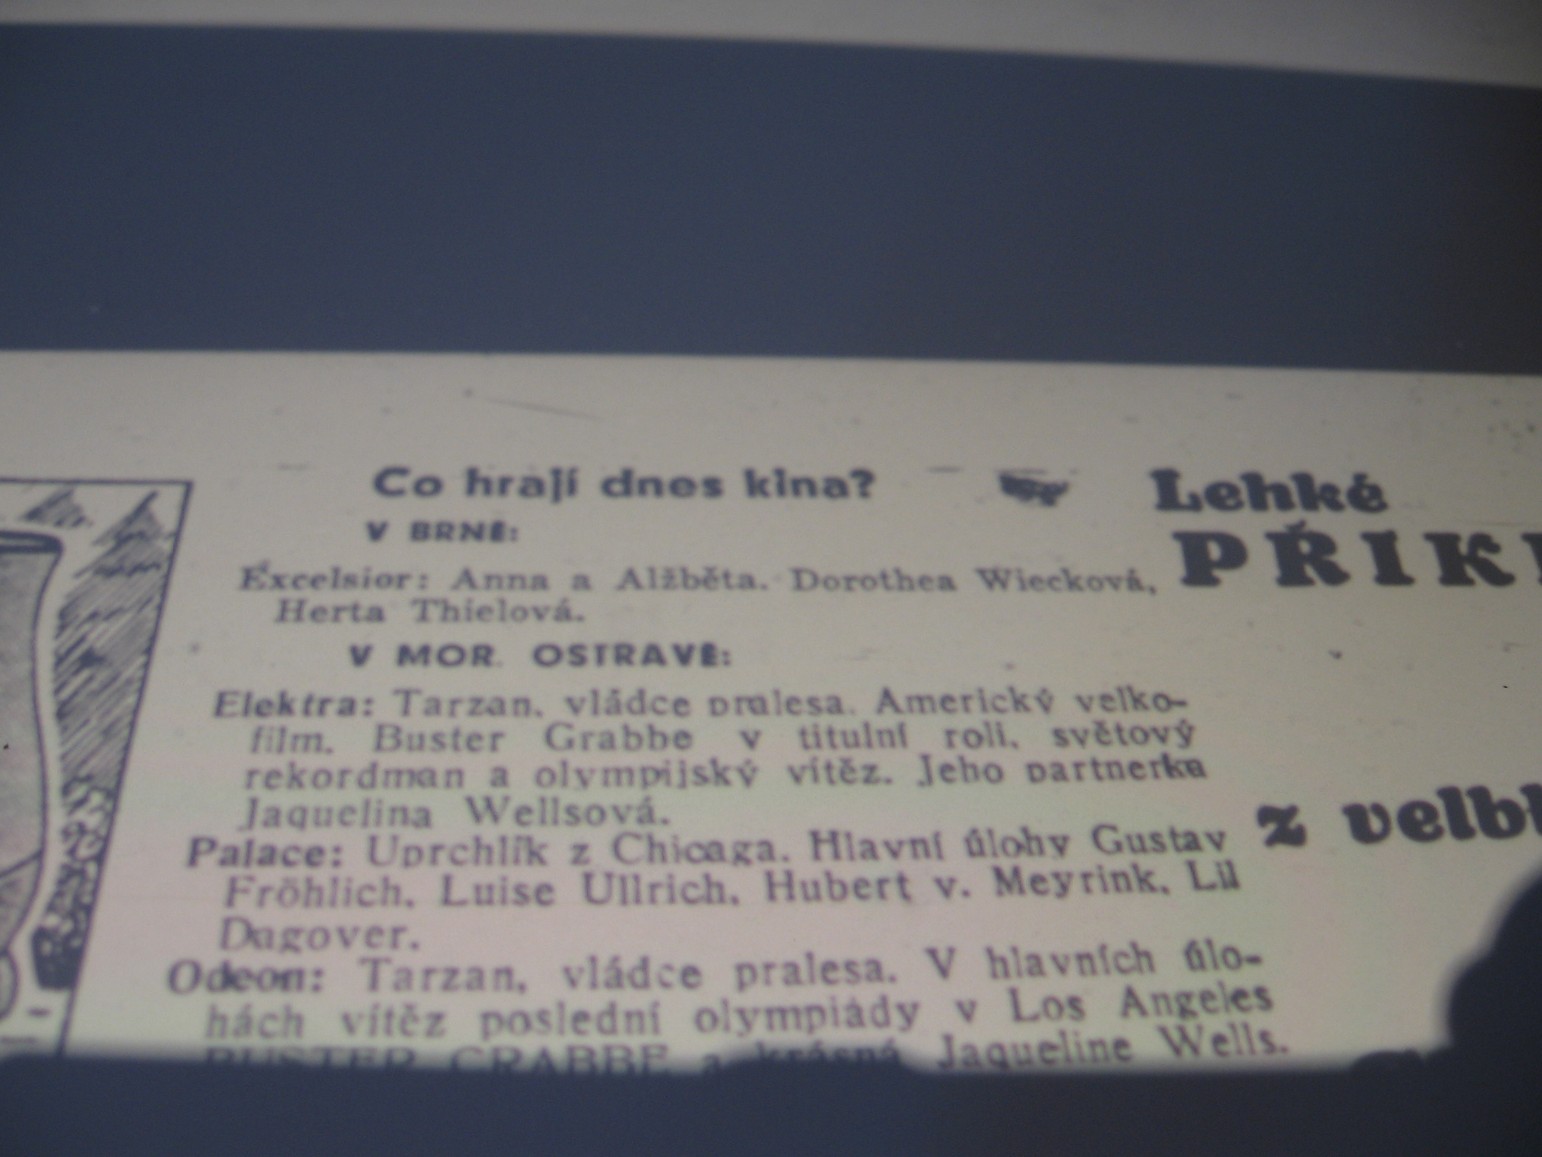 Co hrají dnes kina?
V BRNĚ:
Excelsior: Anna a Alžběta. Dorothea Wiecková,
Herta Thielová.
V MOR. OSTRAVĚ:
Elektra: Tarzan, vládce pralesa. Americký velko-
film. Buster Grabbe v titulní roli, světový
rekordman a olympijský vítěz. Jeho partnerka
Jaquelina Wellsová.
Palace: Uprchlík z Chicaga. Hlavní úlohy Gustav
Fröhlich, Luise Ullrich, Hubert v. Meyrink, Lil
Dagover.
Odeon: Tarzan, vládce pralesa. V hlavních úlo-
hách vítěz poslední olympiády v Los Angeles
BUSTER CRABBE a krásná Jaqueline Wells.
Lehké
PŘIK
z velb